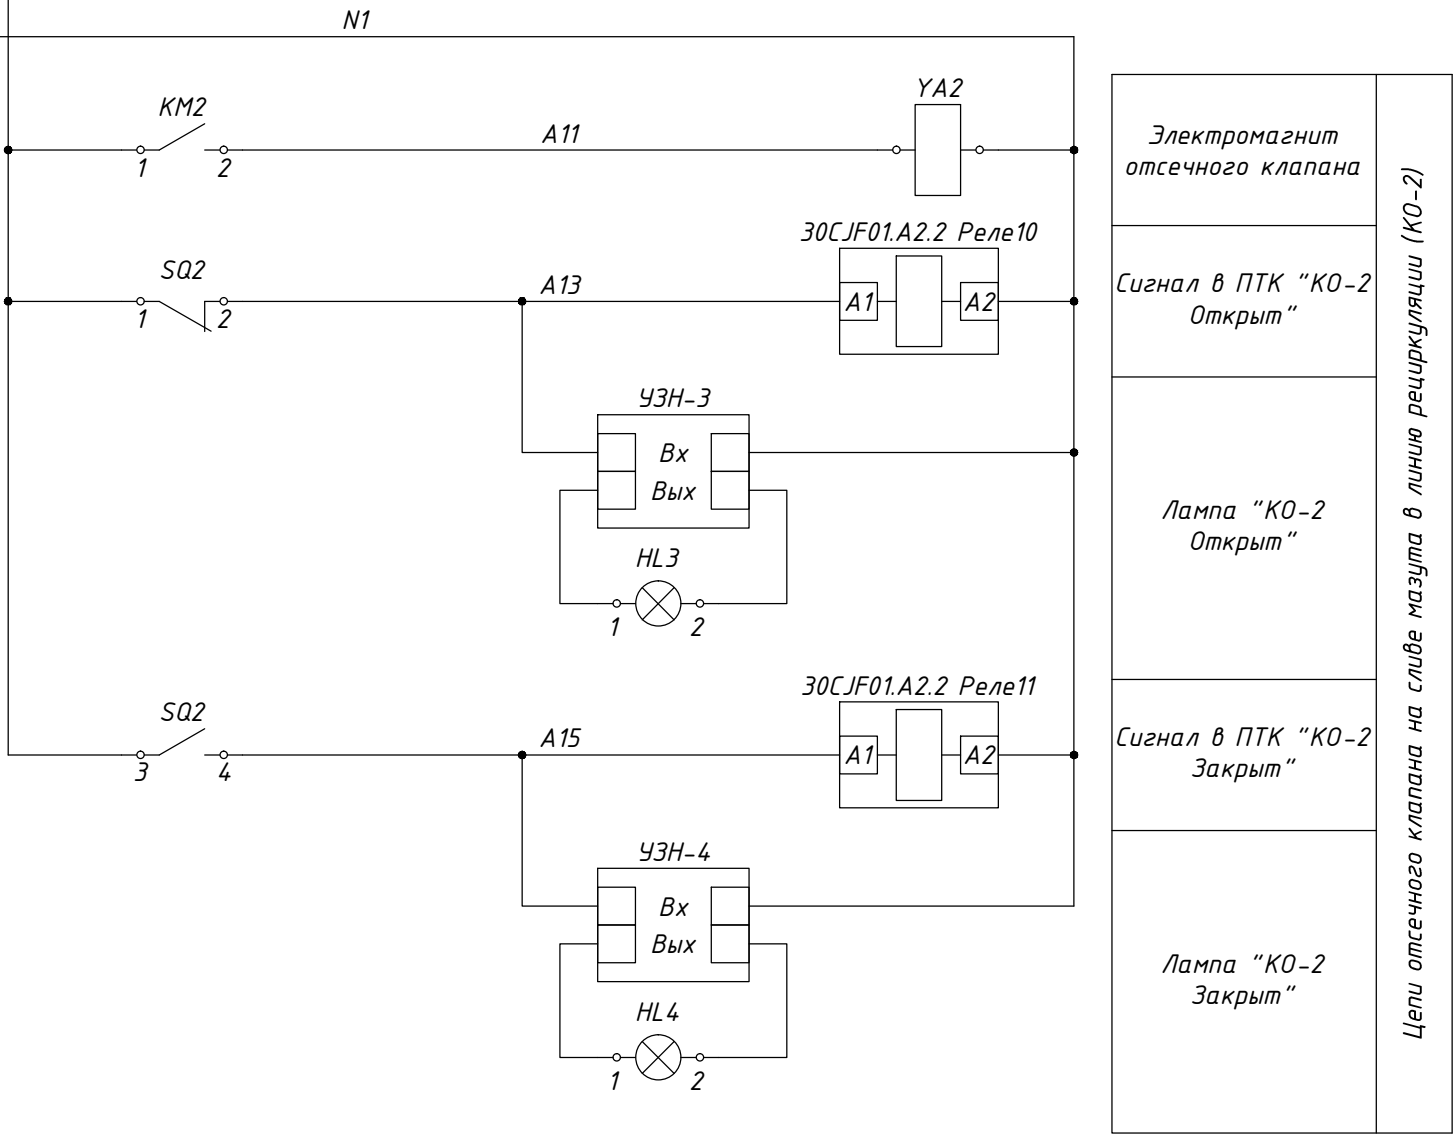 N1
KM2
1
2
A11
YA2
Электромагнит
отсечного клапана
SQ2
1
2
A13
30CJF01.A2.2 Реле10
A1
A2
Сигнал в ПТК "КО-2
Открыт"
УЗН-3
Вх
Вых
HL3
1
2
Лампа "КО-2
Открыт"
SQ2
3
4
A15
30CJF01.A2.2 Реле11
A1
A2
Сигнал в ПТК "КО-2
Закрыт"
УЗН-4
Вх
Вых
HL4
1
2
Лампа "КО-2
Закрыт"
Цепи отсечного клапана на сливе мазута в линию рециркуляции (КО-2)